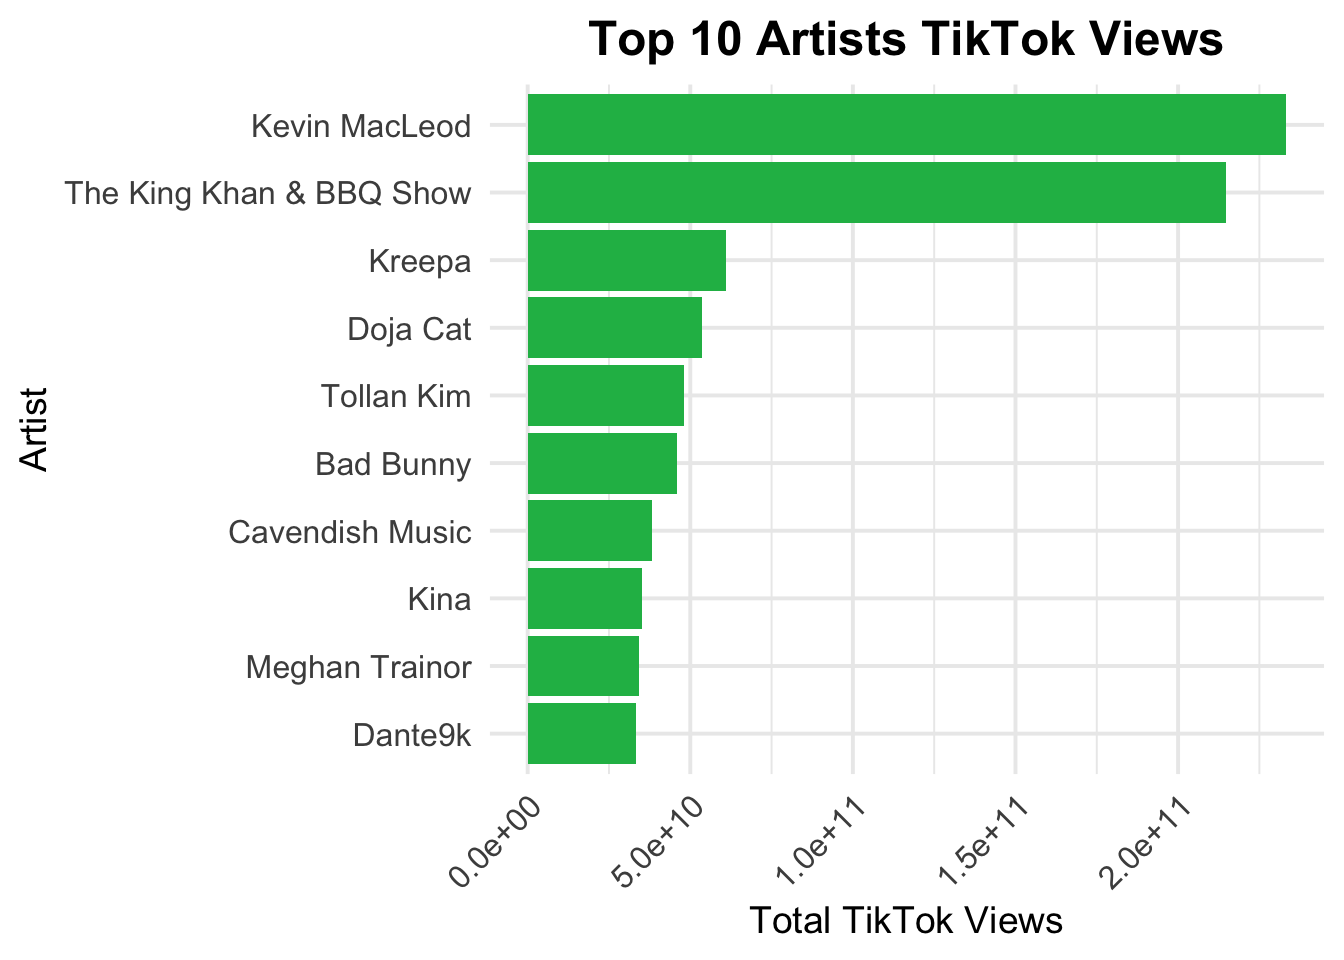 Top 10 Artists TikTok Views
Artist
Kevin MacLeod
The King Khan & BBQ Show
Kreepa
Doja Cat
Tollan Kim
Bad Bunny
Cavendish Music
Kina
Meghan Trainor
Dante9k
0.0e+00
5.0e+10
1.0e+11
1.5e+11
2.0e+11
Total TikTok Views